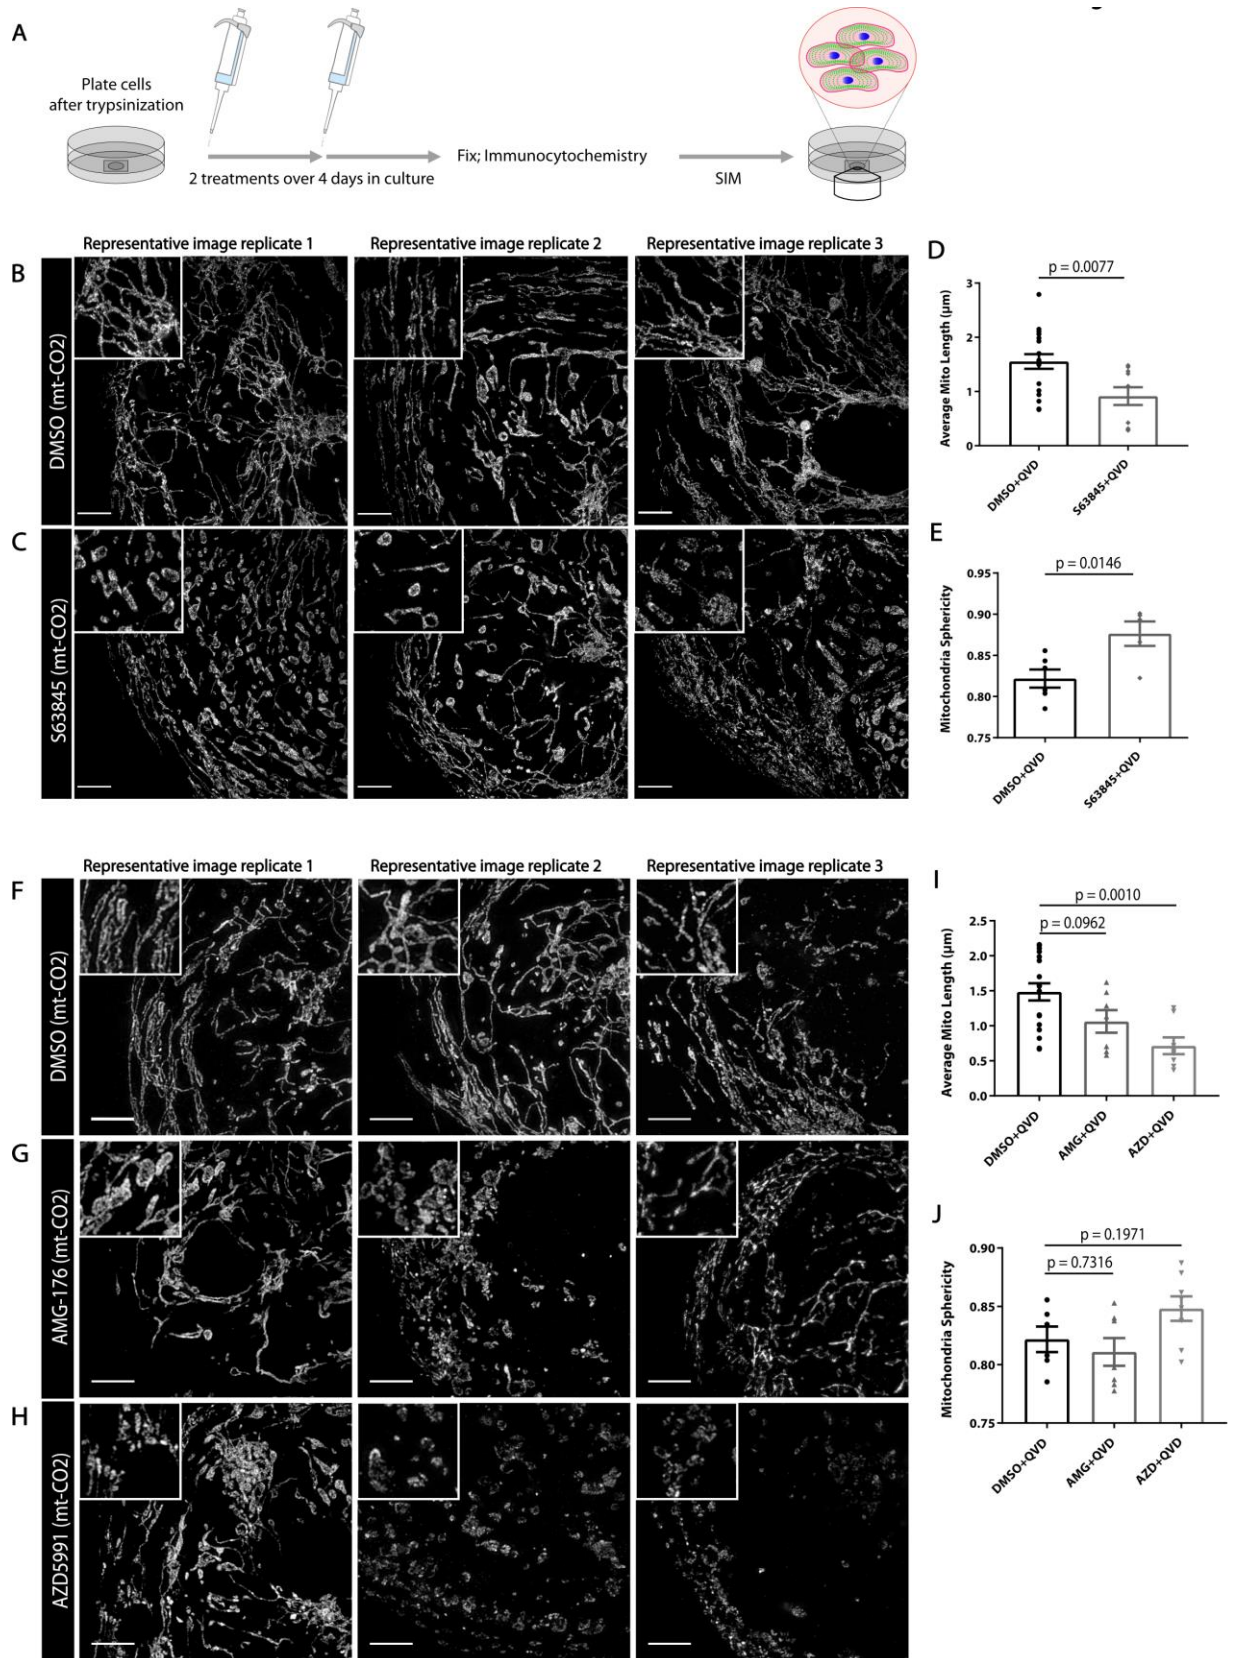 A
Plate cells
after trypsinization
2 treatments over 4 days in culture
Fix; Immunocytochemistry
SIM
Representative image replicate 1
Representative image replicate 2
Representative image replicate 3
B
DMSO (mt-CO2)
C
S63845 (mt-CO2)
D
p = 0.0077
Average Mito Length (µm)
3
2
1
0
DMSO+QVD
S63845+QVD
E
p = 0.0146
Mitochondria Sphericity
0.95
0.90
0.85
0.80
0.75
DMSO+QVD
S63845+QVD
Representative image replicate 1
Representative image replicate 2
Representative image replicate 3
F
DMSO (mt-CO2)
G
AMG-176 (mt-CO2)
H
AZD5991 (mt-CO2)
I
p = 0.0010
p = 0.0962
Average Mito Length (µm)
2.5
2.0
1.5
1.0
0.5
0.0
DMSO+QVD
AMG+QVD
AZD+QVD
J
p = 0.1971
p = 0.7316
Mitochondria Sphericity
0.90
0.85
0.80
0.75
DMSO+QVD
AMG+QVD
AZD+QVD